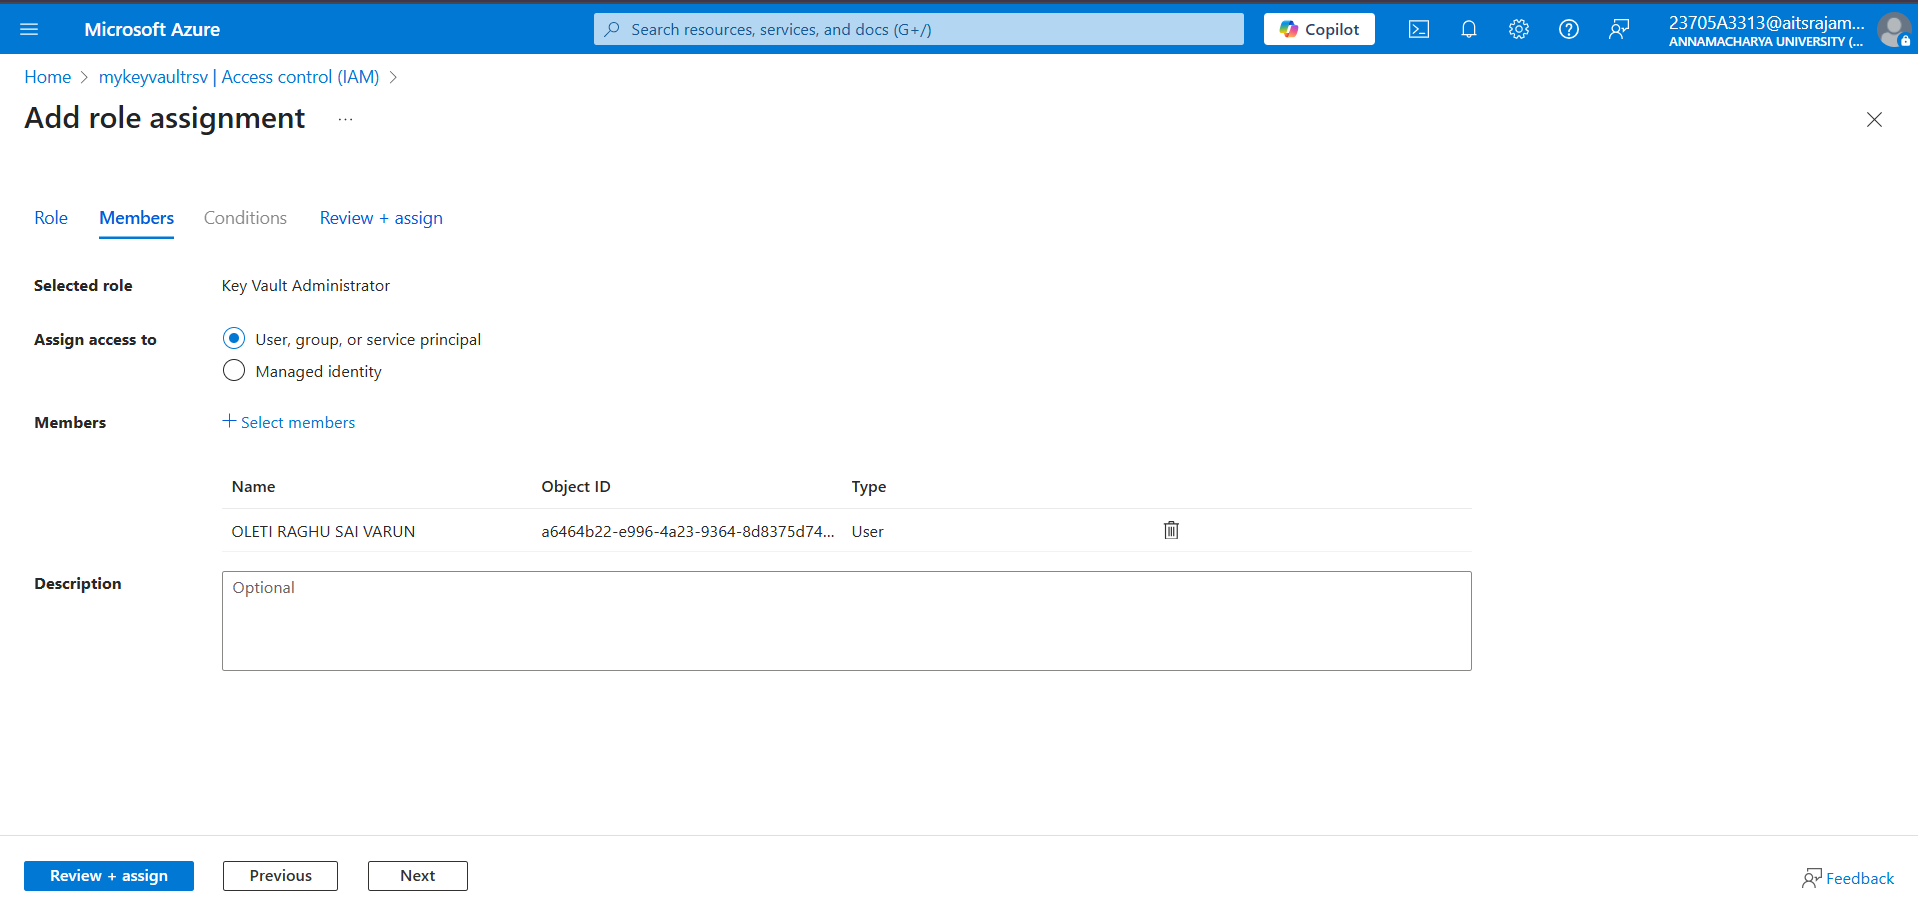 Microsoft Azure
Search resources, services, and docs (G+/)
Copilot
23705A3313@aitsrajam...
ANNAMACHARYA UNIVERSITY (...
Home > mykeyvaultrsv | Access control (IAM) >
Add role assignment ...
Role Members Conditions Review + assign
Selected role Key Vault Administrator
Assign access to User, group, or service principal
Managed identity
Members + Select members
Name Object ID Type
OLETI RAGHU SAI VARUN a6464b22-e996-4a23-9364-8d8375d74... User
Description Optional
Review + assign Previous Next Feedback